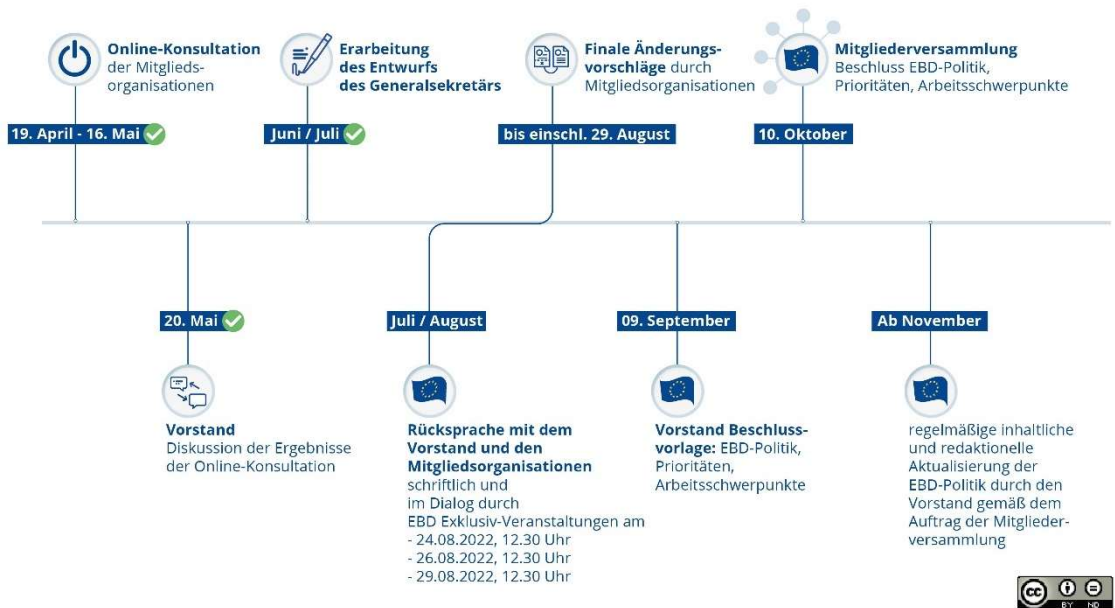 Online-Konsultation
der Mitglieds-
organisationen
19. April - 16. Mai
Erarbeitung
des Entwurfs
des Generalsekretärs
Juni / Juli
Finale Änderungs-
vorschläge durch
Mitgliedsorganisationen
bis einschl. 29. August
Mitgliederversammlung
Beschluss EBD-Politik,
Prioritäten, Arbeitsschwerpunkte
10. Oktober
20. Mai
Vorstand
Diskussion der Ergebnisse
der Online-Konsultation
Juli / August
Rücksprache mit dem
Vorstand und den
Mitgliedsorganisationen
schriftlich und
im Dialog durch
EBD Exklusiv-Veranstaltungen am
- 24.08.2022, 12.30 Uhr
- 26.08.2022, 12.30 Uhr
- 29.08.2022, 12.30 Uhr
09. September
Vorstand Beschluss-
vorlage: EBD-Politik,
Prioritäten,
Arbeitsschwerpunkte
Ab November
regelmäßige inhaltliche
und redaktionelle
Aktualisierung der
EBD-Politik durch den
Vorstand gemäß dem
Auftrag der Mitglieder-
versammlung
cc
BY ND